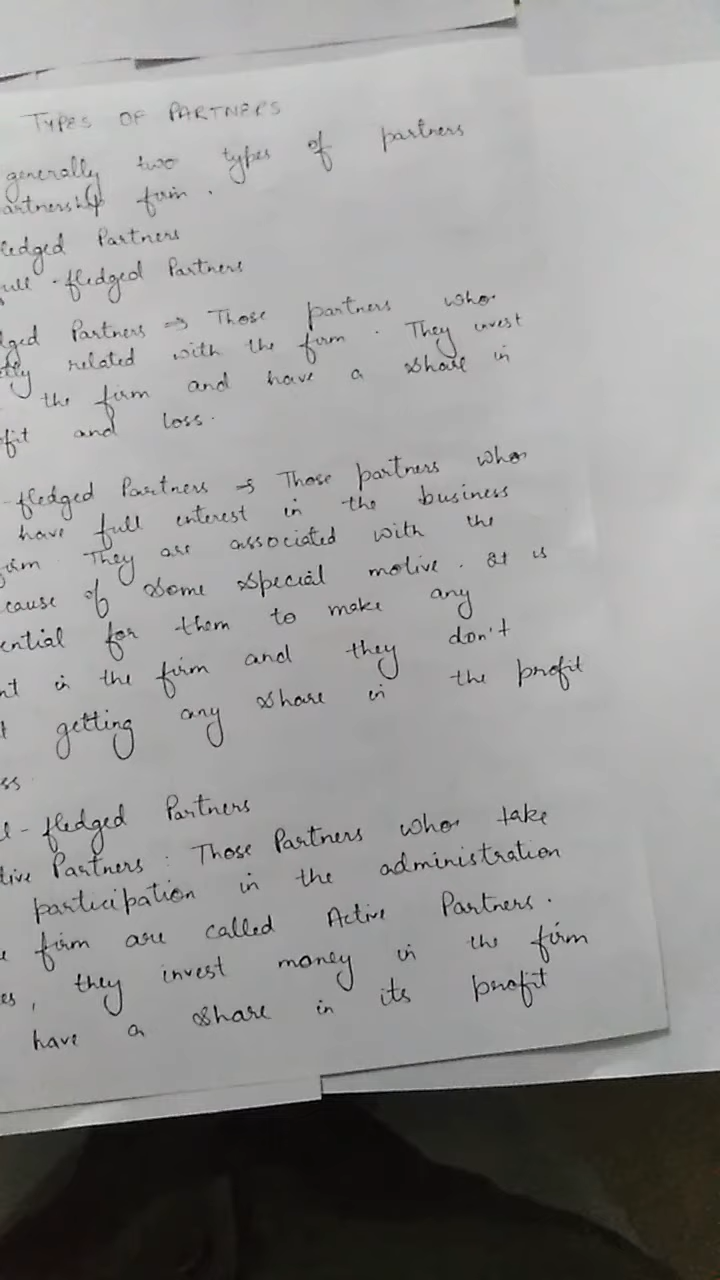 TYPES OF PARTNERS
generally two types of partners
artnership firm .
ledged Partners
ull - fledged Partners
dged Partners ⇒ Those partners who
tly related with the firm . They invest
the firm and have a share in
ofit and loss .
- fledged Partners ⇒ Those partners who
have full interest in the business
irm . They are associated with the
cause of some special motive . It is
ential for them to make any
nt in the firm and they don't
t getting any share in the profit
ss
l - fledged Partners
tive Partners : Those Partners who take
participation in the administration
e firm are called Active Partners .
es , they invest money in the firm
have a share in its profit